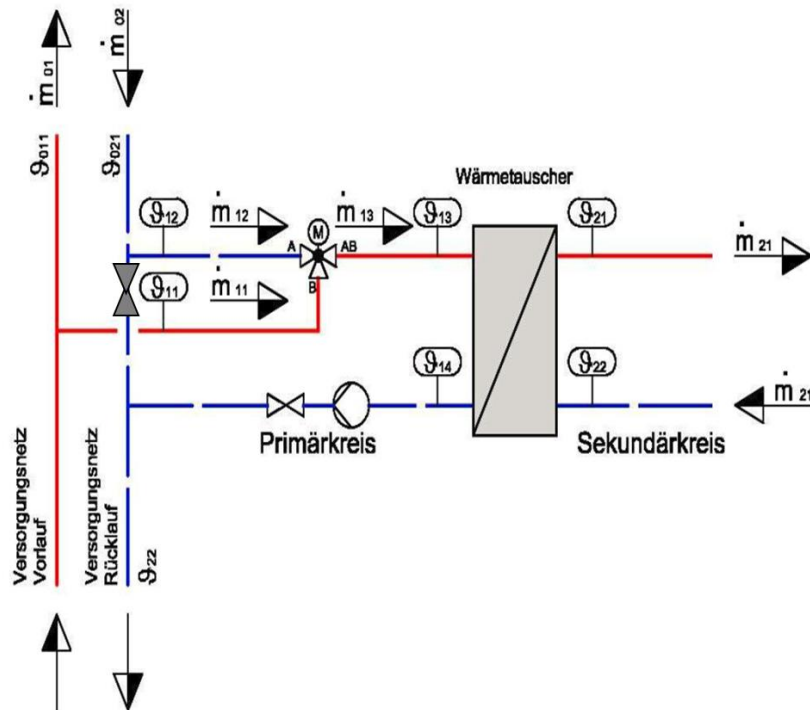 ṁ 01
ṁ 02
ϑ011
ϑ021
Wärmetauscher
ϑ12
ṁ 12
ṁ 13
ϑ13
ϑ21
M
A
AB
B
ṁ 21
ϑ11
ṁ 11
ϑ14
ϑ22
ṁ 21
Primärkreis
Sekundärkreis
Versorgungsnetz
Vorlauf
Versorgungsnetz
Rücklauf
ϑ22